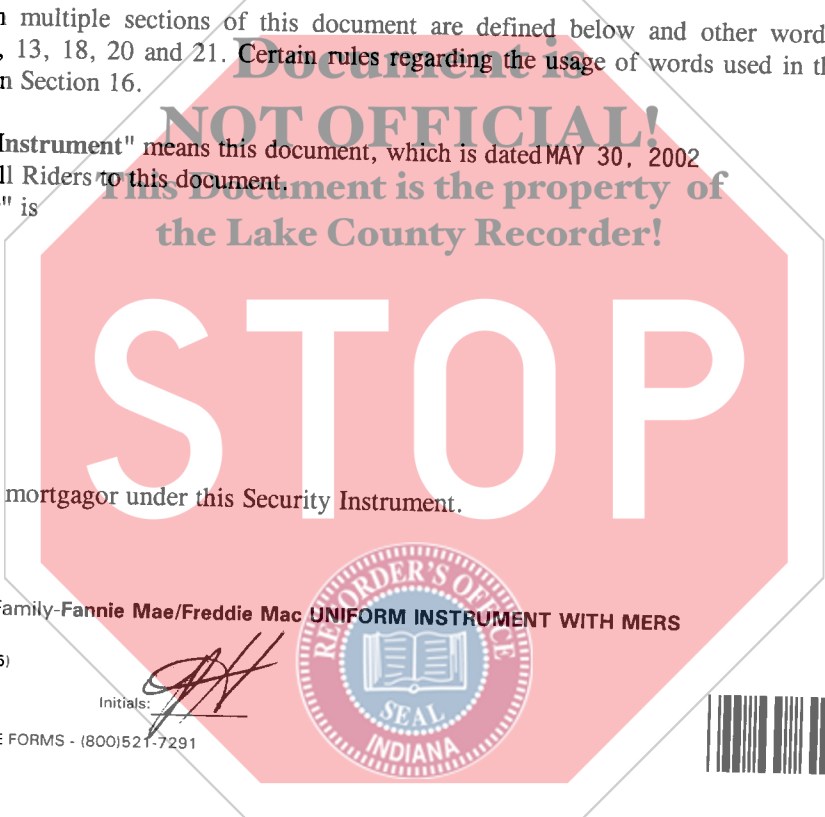 multiple sections of this document are defined below and other word
, 13, 18, 20 and 21. Certain rules regarding the usage of words used in th
n Section 16.
Document is
NOT OFFICIAL!
Instrument" means this document, which is dated MAY 30, 2002
ll Riders to this document.
This Document is the property of
" is
the Lake County Recorder!
STOP
mortgagor under this Security Instrument.
Family-Fannie Mae/Freddie Mac UNIFORM INSTRUMENT WITH MERS
Initials:
FORMS - (800)521-7291
RECORDER'S OFFICE
SEAL
INDIANA